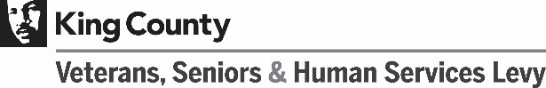 King County
Veterans, Seniors & Human Services Levy